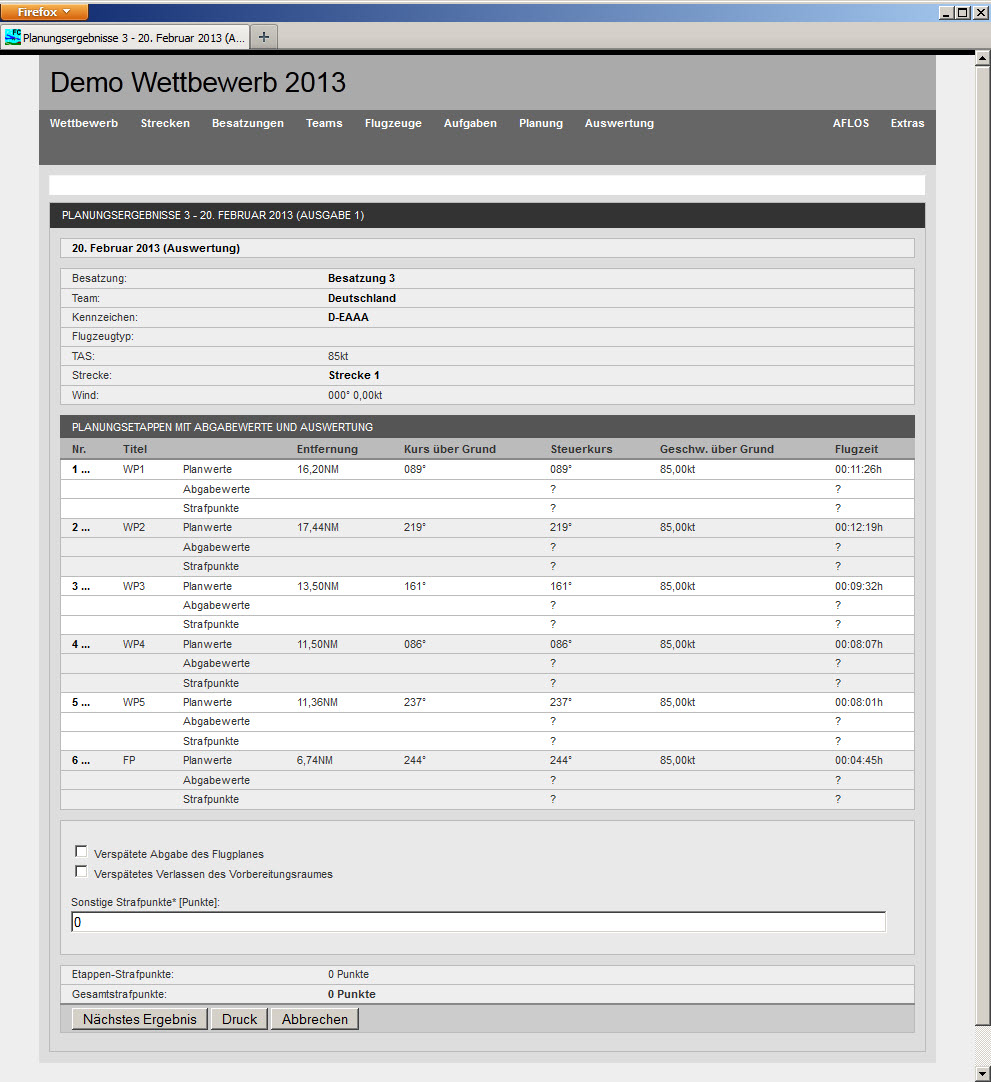 Firefox
Planungsergebnisse 3 - 20. Februar 2013 (A...
Demo Wettbewerb 2013
Wettbewerb Strecken Besatzungen Teams Flugzeuge Aufgaben Planung Auswertung AFLOS Extras
PLANUNGSERGEBNISSE 3 - 20. FEBRUAR 2013 (AUSGABE 1)
20. Februar 2013 (Auswertung)
Besatzung: Besatzung 3
Team: Deutschland
Kennzeichen: D-EAAA
Flugzeugtyp:
TAS: 85kt
Strecke: Strecke 1
Wind: 000° 0,00kt
PLANUNGSETAPPEN MIT ABGABEWERTE UND AUSWERTUNG
Nr. Titel Entfernung Kurs über Grund Steuerkurs Geschw. über Grund Flugzeit
1 ... WP1 Planwerte 16,20NM 089° 089° 85,00kt 00:11:26h
Abgabewerte ? ?
Strafpunkte ? ?
2 ... WP2 Planwerte 17,44NM 219° 219° 85,00kt 00:12:19h
Abgabewerte ? ?
Strafpunkte ? ?
3 ... WP3 Planwerte 13,50NM 161° 161° 85,00kt 00:09:32h
Abgabewerte ? ?
Strafpunkte ? ?
4 ... WP4 Planwerte 11,50NM 086° 086° 85,00kt 00:08:07h
Abgabewerte ? ?
Strafpunkte ? ?
5 ... WP5 Planwerte 11,36NM 237° 237° 85,00kt 00:08:01h
Abgabewerte ? ?
Strafpunkte ? ?
6 ... FP Planwerte 6,74NM 244° 244° 85,00kt 00:04:45h
Abgabewerte ? ?
Strafpunkte ? ?
Verspätete Abgabe des Flugplanes
Verspätetes Verlassen des Vorbereitungsraumes
Sonstige Strafpunkte* [Punkte]:
0
Etappen-Strafpunkte: 0 Punkte
Gesamtstrafpunkte: 0 Punkte
Nächstes Ergebnis Druck Abbrechen